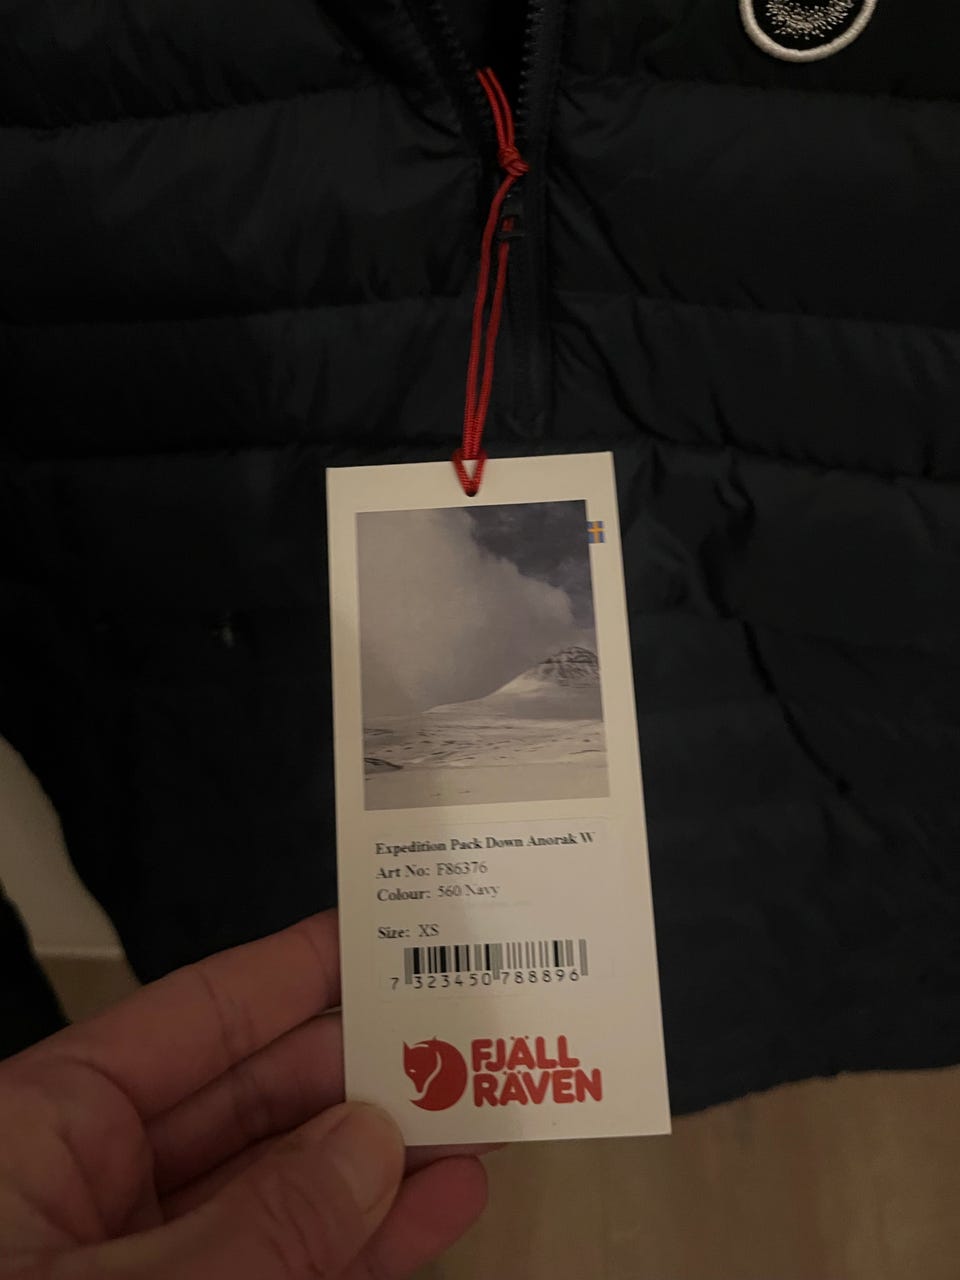 Expedition Pack Down Anorak W
Art No: F86376
Colour: 560 Navy
Size: XS
7 323450 788896
FJÄLL
RÄVEN